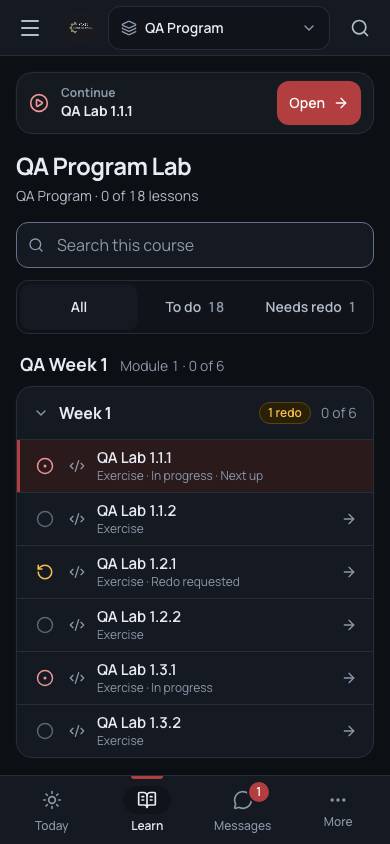 QA Program
Continue
QA Lab 1.1.1
Open
QA Program Lab
QA Program · 0 of 18 lessons
Search this course
All
To do 18
Needs redo 1
QA Week 1 Module 1 · 0 of 6
Week 1
1 redo
0 of 6
QA Lab 1.1.1
Exercise · In progress · Next up
QA Lab 1.1.2
Exercise
QA Lab 1.2.1
Exercise · Redo requested
QA Lab 1.2.2
Exercise
QA Lab 1.3.1
Exercise · In progress
QA Lab 1.3.2
Exercise
1
Today
Learn
Messages
More